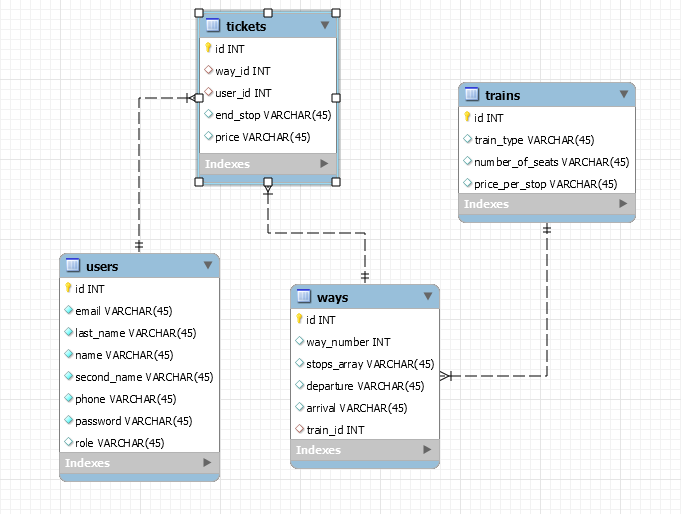 tickets
id INT
way_id INT
user_id INT
end_stop VARCHAR(45)
price VARCHAR(45)
Indexes
trains
id INT
train_type VARCHAR(45)
number_of_seats VARCHAR(45)
price_per_stop VARCHAR(45)
Indexes
users
id INT
email VARCHAR(45)
last_name VARCHAR(45)
name VARCHAR(45)
second_name VARCHAR(45)
phone VARCHAR(45)
password VARCHAR(45)
role VARCHAR(45)
Indexes
ways
id INT
way_number INT
stops_array VARCHAR(45)
departure VARCHAR(45)
arrival VARCHAR(45)
train_id INT
Indexes